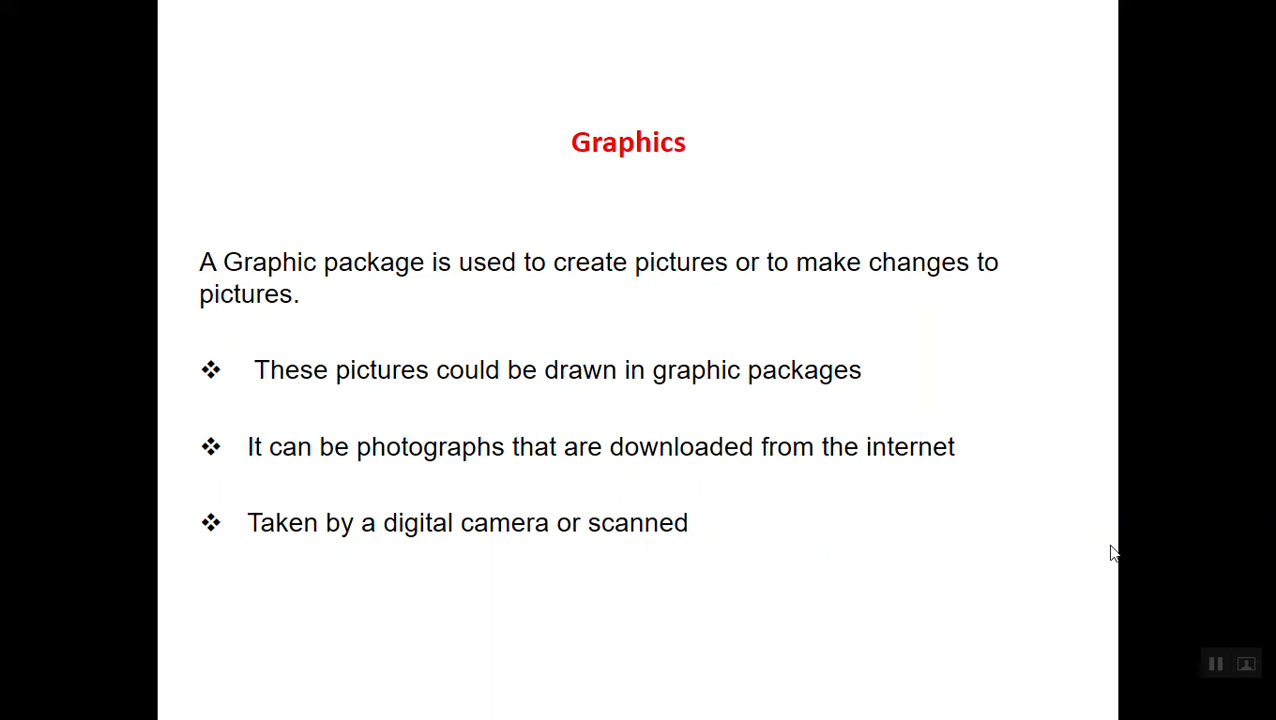 Graphics
A Graphic package is used to create pictures or to make changes to
pictures.
❖ These pictures could be drawn in graphic packages
❖ It can be photographs that are downloaded from the internet
❖ Taken by a digital camera or scanned